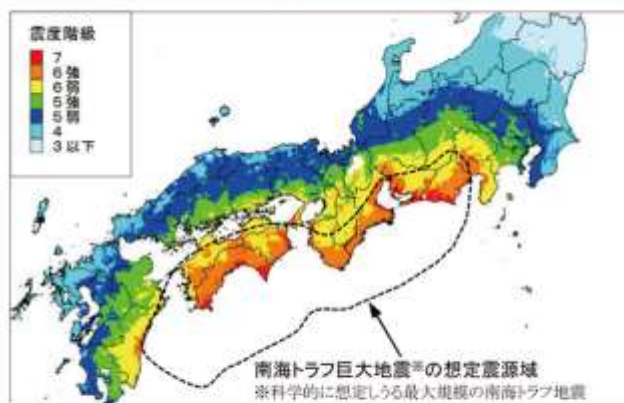 震度階級
7
6強
6弱
5強
5弱
4
3以下
南海トラフ巨大地震※の想定震源域
※科学的に想定しうる最大規模の南海トラフ地震